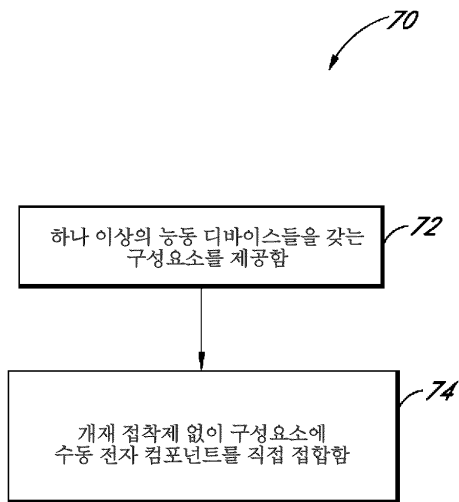 70
하나 이상의 능동 디바이스들을 갖는
구성요소를 제공함
72
개재 접착제 없이 구성요소에
수동 전자 컴포넌트를 직접 접합함
74